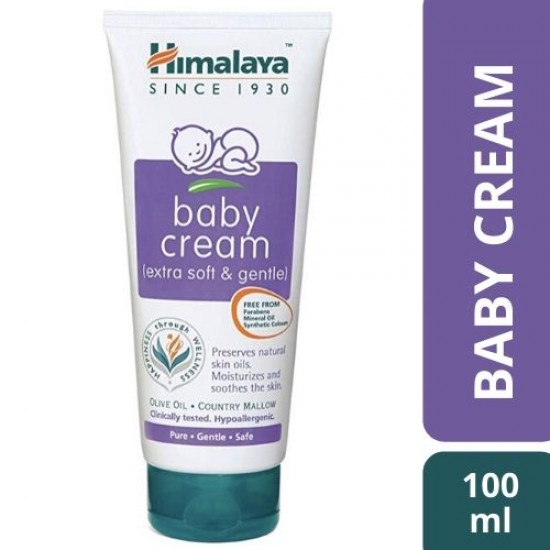 Himalaya™
SINCE 1930
baby
cream
(extra soft & gentle)
FREE FROM
Parabens
Mineral Oil
Synthetic Colours
HAPPINESS through WELLNESS
Preserves natural
skin oils.
Moisturizes and
soothes the skin.
OLIVE OIL • COUNTRY MALLOW
Clinically tested. Hypoallergenic.
Pure • Gentle • Safe
BABY CREAM
100
ml